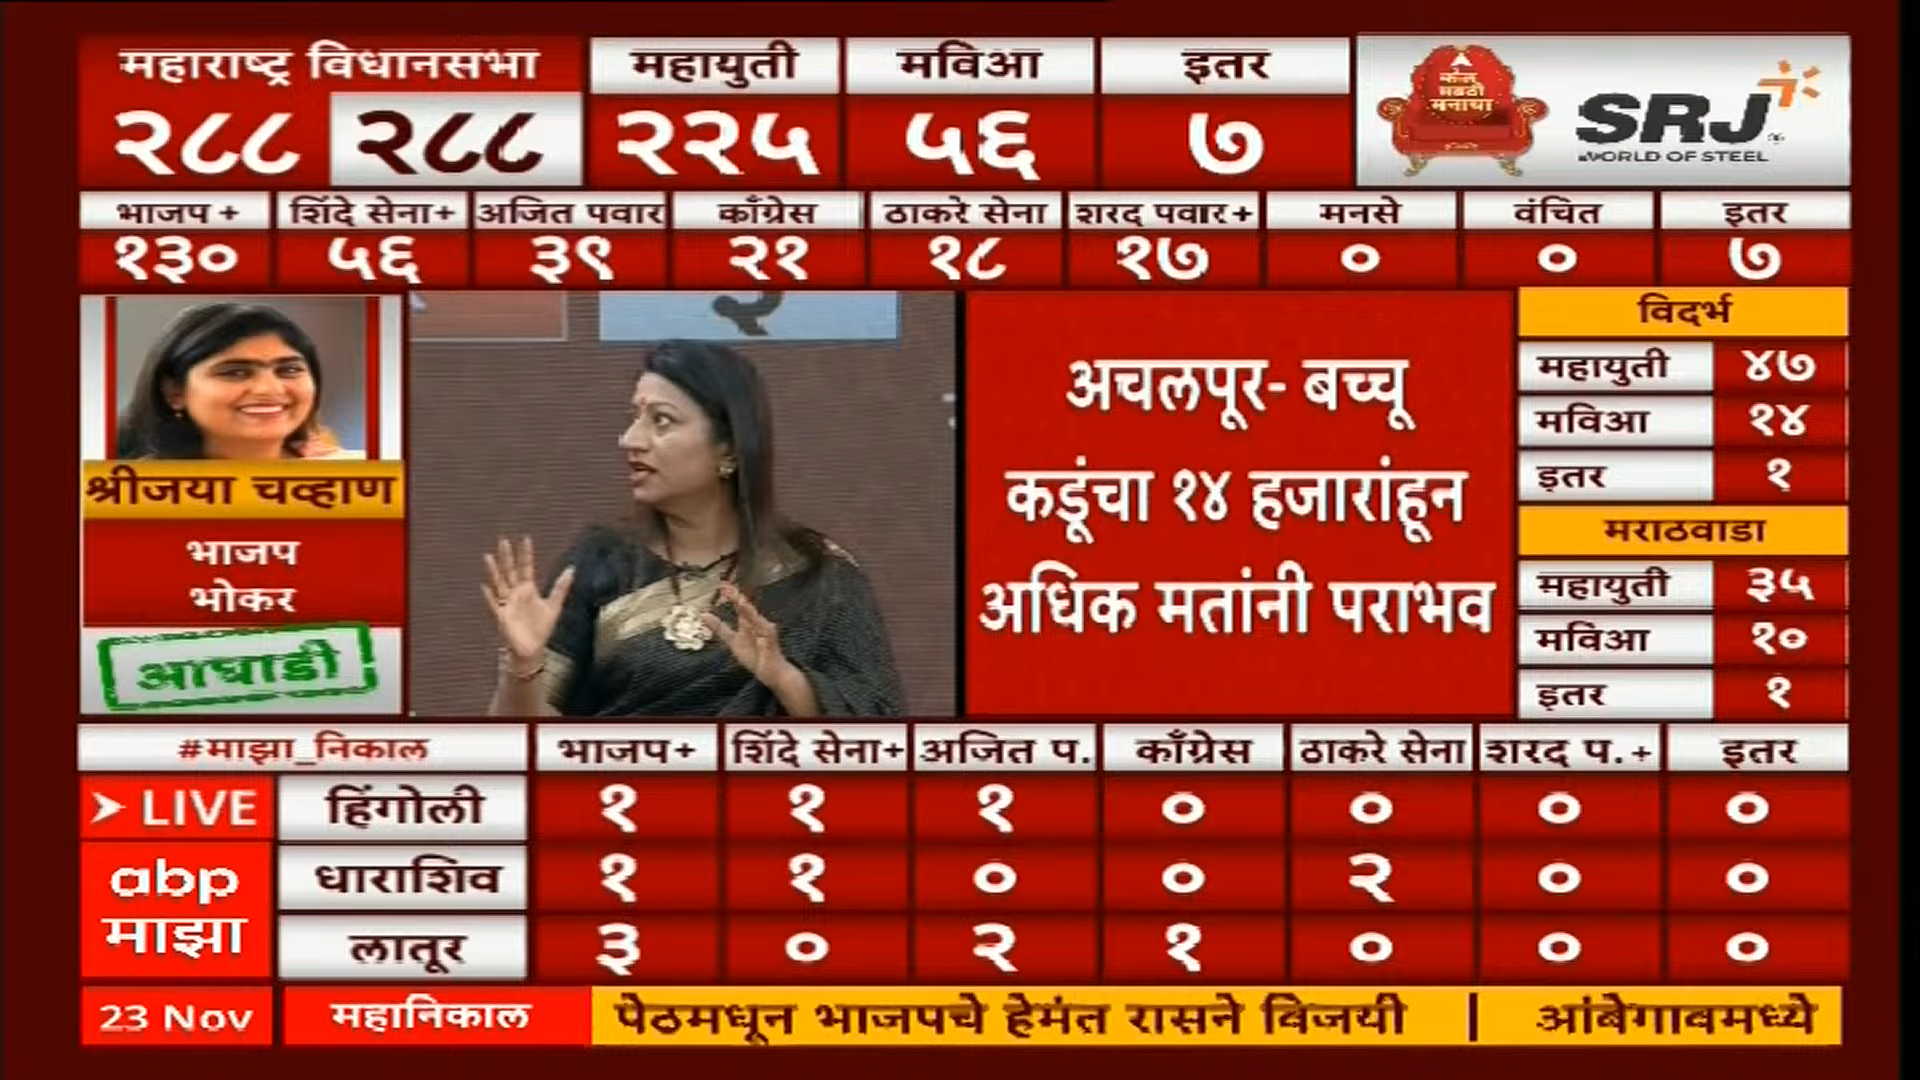 महाराष्ट्र विधानसभा
२८८ २८८
महायुती
२२५
मविआ
५६
इतर
७
कौल
मराठी
मनाचा
SRJ
WORLD OF STEEL
भाजप + शिंदे सेना+ अजित पवार काँग्रेस ठाकरे सेना शरद पवार+ मनसे वंचित इतर
१३० ५६ ३९ २१ १८ १७ ० ० ७
श्रीजया चव्हाण
भाजप
भोकर
आघाडी
अचलपूर- बच्चू
कडूंचा १४ हजारांहून
अधिक मतांनी पराभव
विदर्भ
महायुती ४७
मविआ १४
इतर १
मराठवाडा
महायुती ३५
मविआ १०
इतर १
#माझा_निकाल भाजप+ शिंदे सेना+ अजित प. काँग्रेस ठाकरे सेना शरद प.+ इतर
LIVE
हिंगोली १ १ १ ० ० ० ०
abp
माझा
धाराशिव १ १ ० ० २ ० ०
लातूर ३ ० २ १ ० ० ०
23 Nov महानिकाल पेठमधून भाजपचे हेमंत रासने विजयी | आंबेगावमध्ये